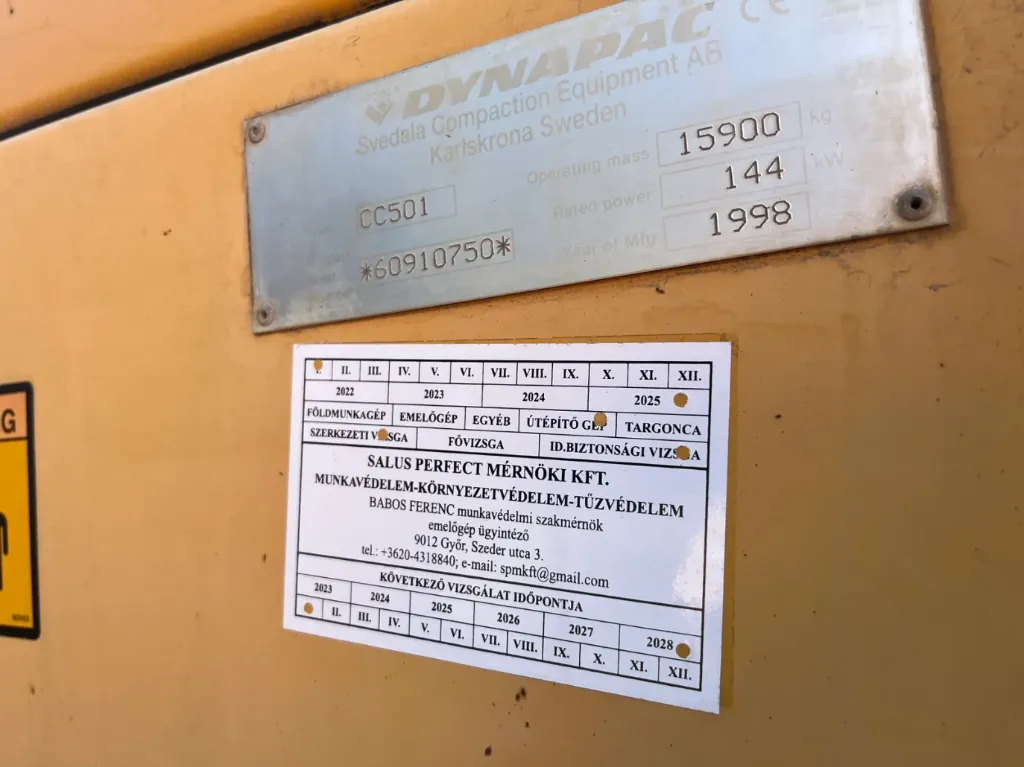 DYNAPAC CE
Svedala Compaction Equipment AB
Karlskrona Sweden
Operating mass 15900 kg
CC501 Rated power 144 kW
*60910750* Year of Mfg 1998
G
I. II. III. IV. V. VI. VII. VIII. IX. X. XI. XII.
2022 2023 2024 2025
FÖLDMUNKAGÉP EMELŐGÉP EGYÉB ÚTÉPÍTŐ GÉP TARGONCA
SZERKEZETI VIZSGA FŐVIZSGA ID.BIZTONSÁGI VIZSGA
SALUS PERFECT MÉRNÖKI KFT.
MUNKAVÉDELEM-KÖRNYEZETVÉDELEM-TŰZVÉDELEM
BABOS FERENC munkavédelmi szakmérnök
emelőgép ügyintéző
9012 Győr, Szeder utca 3.
tel.: +3620-4318840; e-mail: spmkft@gmail.com
KÖVETKEZŐ VIZSGÁLAT IDŐPONTJA
2023 2024 2025 2026 2027 2028
II. III. IV. V. VI. VII. VIII. IX. X. XI. XII.